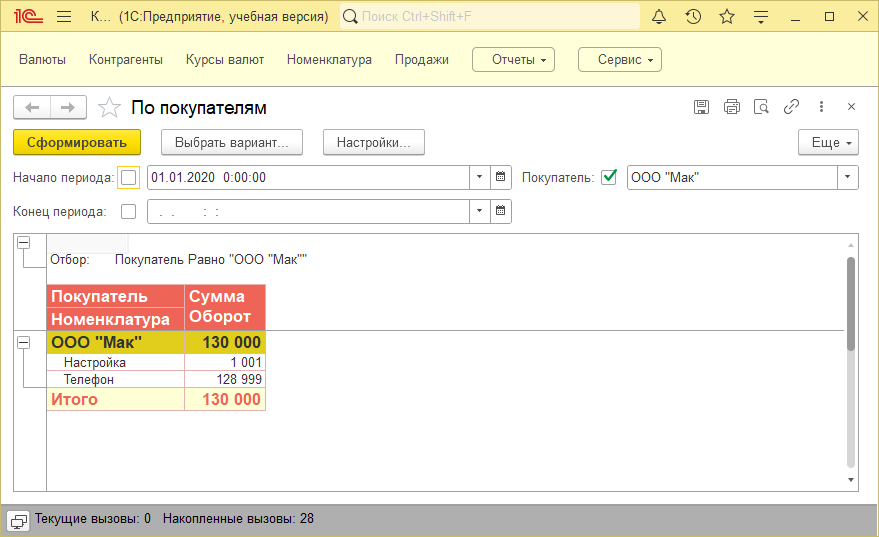 1С К... (1С:Предприятие, учебная версия) Поиск Ctrl+Shift+F
Валюты Контрагенты Курсы валют Номенклатура Продажи Отчеты Сервис
По покупателям
Сформировать Выбрать вариант... Настройки... Еще
Начало периода: 01.01.2020 0:00:00 Покупатель: ООО "Мак"
Конец периода: . . : :
Отбор: Покупатель Равно "ООО "Мак""
Покупатель Сумма
Номенклатура Оборот
ООО "Мак" 130 000
Настройка 1 001
Телефон 128 999
Итого 130 000
Текущие вызовы: 0 Накопленные вызовы: 28